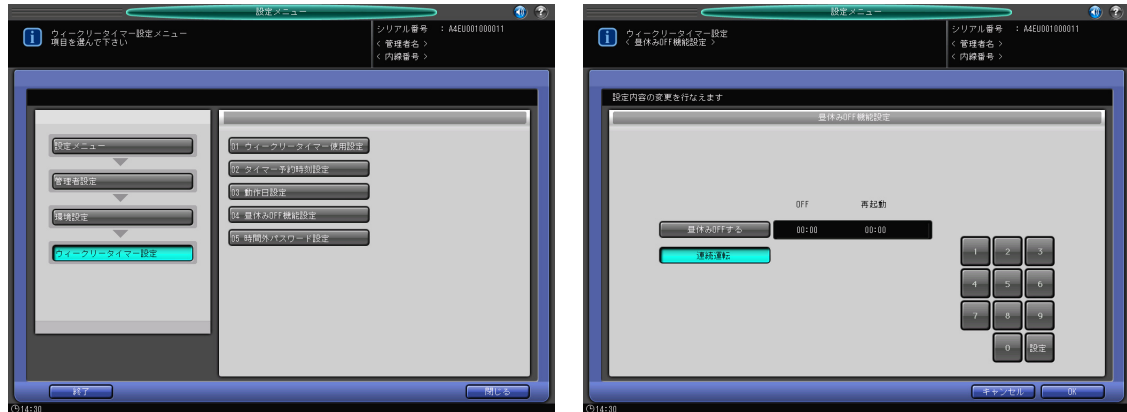 設定メニュー
ウィークリータイマー設定メニュー
項目を選んで下さい
シリアル番号 : A4EU001000011
< 管理者名 >
< 内線番号 >
設定メニュー
管理者設定
環境設定
ウィークリータイマー設定
01 ウィークリータイマー使用設定
02 タイマー予約時刻設定
03 動作日設定
04 昼休みOFF機能設定
05 時間外パスワード設定
終了
閉じる
14:30
設定メニュー
ウィークリータイマー設定
< 昼休みOFF機能設定 >
シリアル番号 : A4EU001000011
< 管理者名 >
< 内線番号 >
設定内容の変更を行なえます
昼休みOFF機能設定
OFF 再起動
昼休みOFFする 00:00 00:00
連続運転
1 2 3
4 5 6
7 8 9
0 設定
キャンセル OK
14:30